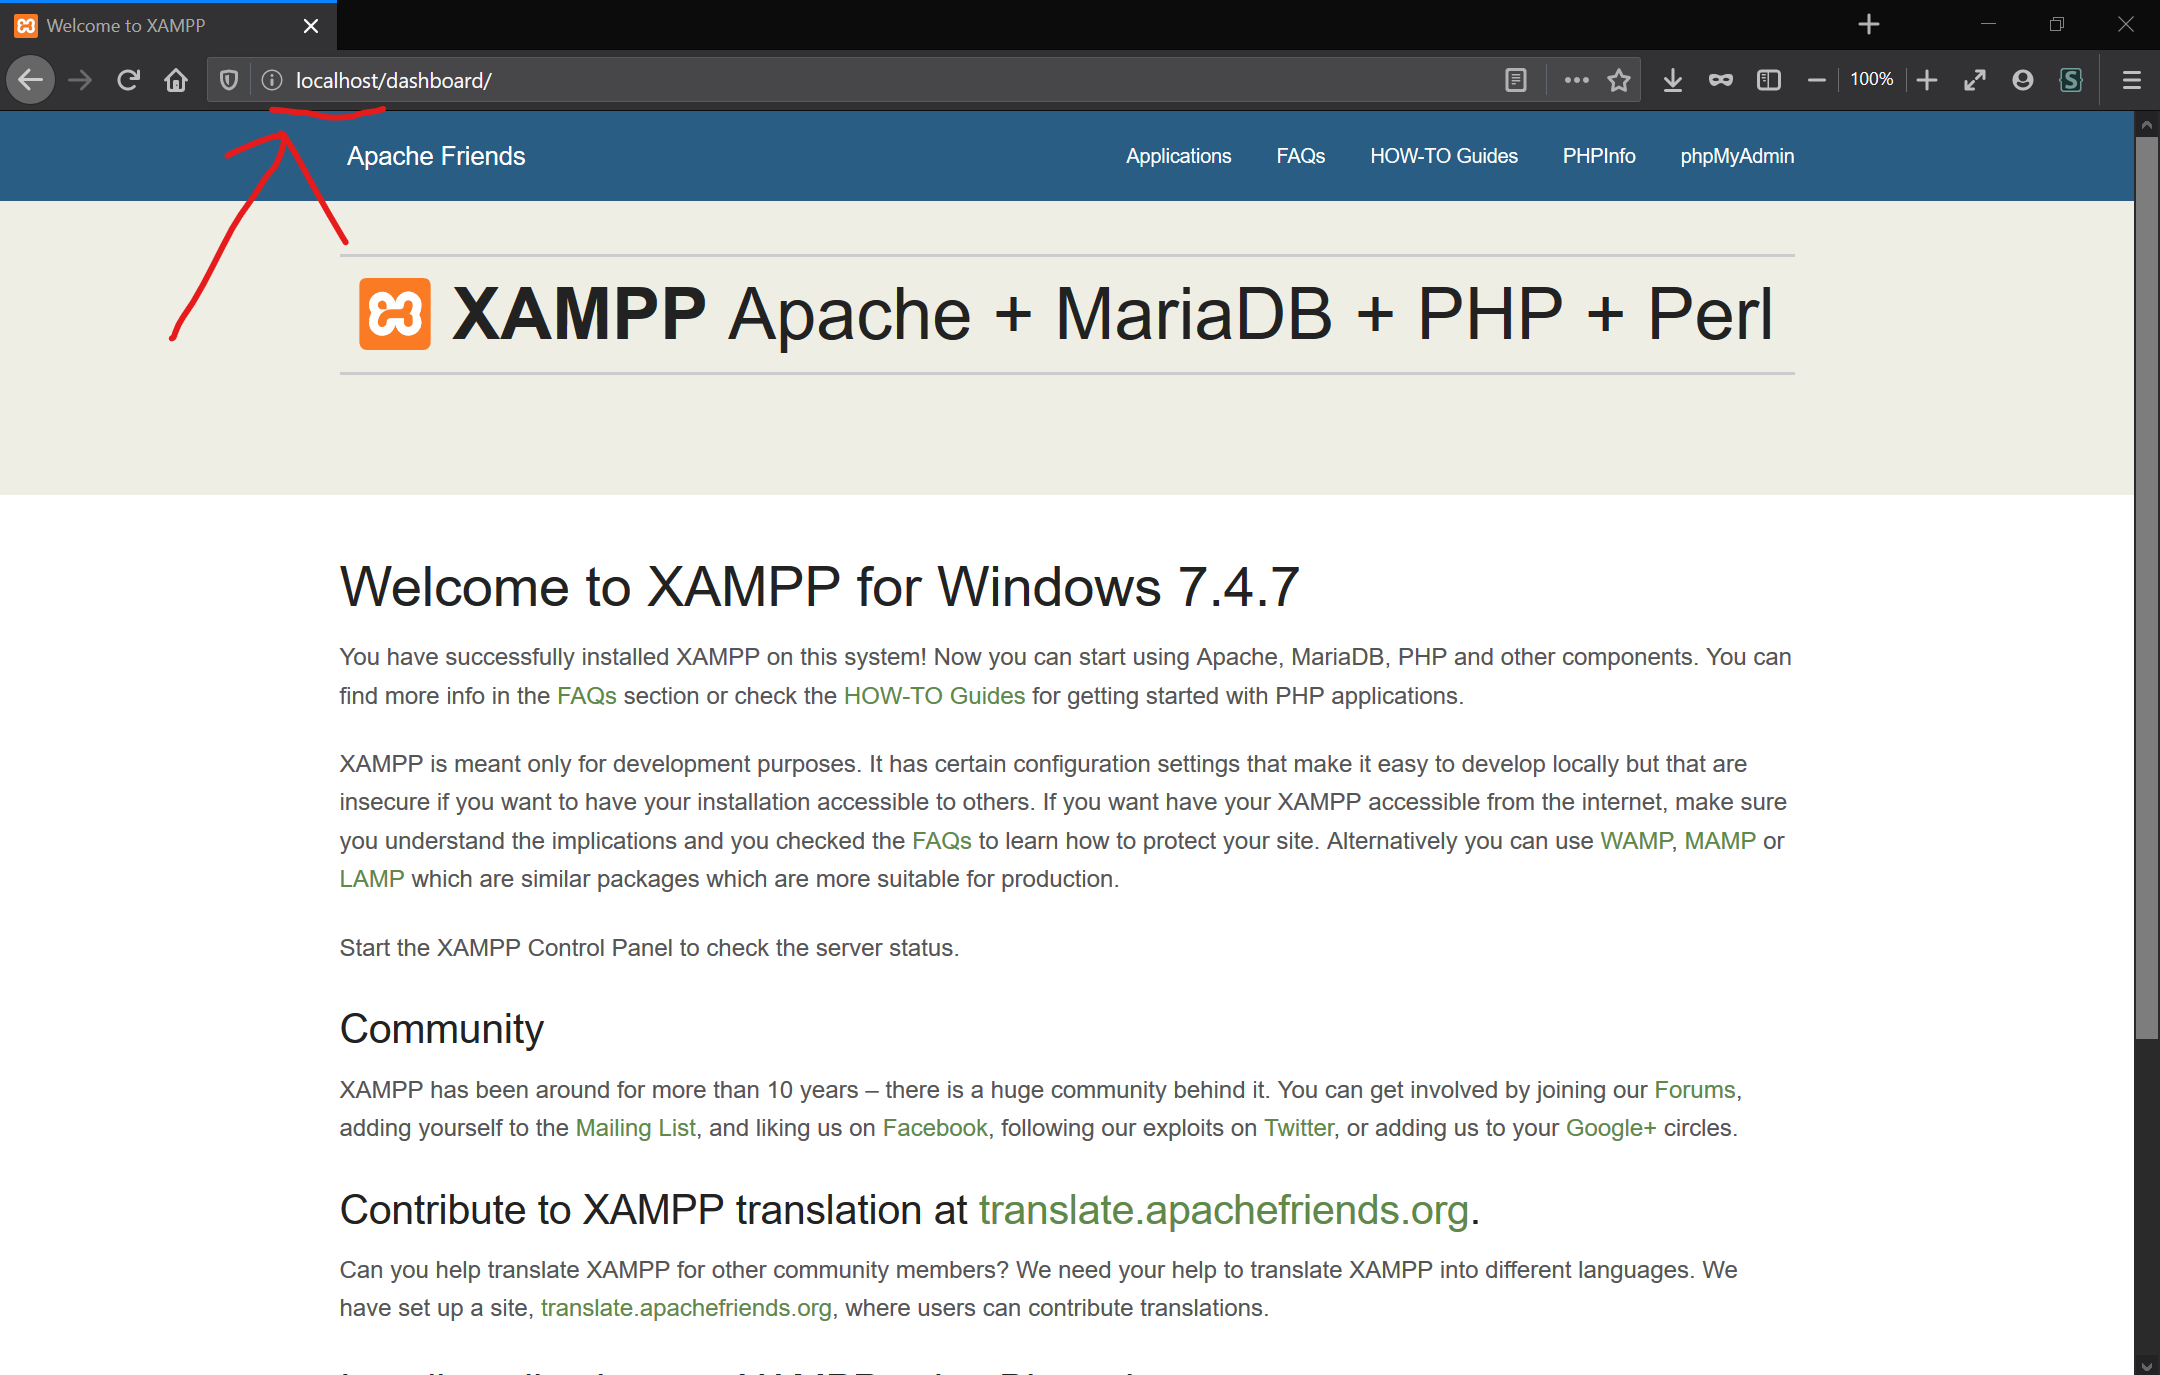 Welcome to XAMPP
localhost/dashboard/
100%
Apache Friends
Applications
FAQs
HOW-TO Guides
PHPInfo
phpMyAdmin
XAMPP Apache + MariaDB + PHP + Perl
Welcome to XAMPP for Windows 7.4.7
You have successfully installed XAMPP on this system! Now you can start using Apache, MariaDB, PHP and other components. You can
find more info in the FAQs section or check the HOW-TO Guides for getting started with PHP applications.
XAMPP is meant only for development purposes. It has certain configuration settings that make it easy to develop locally but that are
insecure if you want to have your installation accessible to others. If you want have your XAMPP accessible from the internet, make sure
you understand the implications and you checked the FAQs to learn how to protect your site. Alternatively you can use WAMP, MAMP or
LAMP which are similar packages which are more suitable for production.
Start the XAMPP Control Panel to check the server status.
Community
XAMPP has been around for more than 10 years – there is a huge community behind it. You can get involved by joining our Forums,
adding yourself to the Mailing List, and liking us on Facebook, following our exploits on Twitter, or adding us to your Google+ circles.
Contribute to XAMPP translation at translate.apachefriends.org.
Can you help translate XAMPP for other community members? We need your help to translate XAMPP into different languages. We
have set up a site, translate.apachefriends.org, where users can contribute translations.